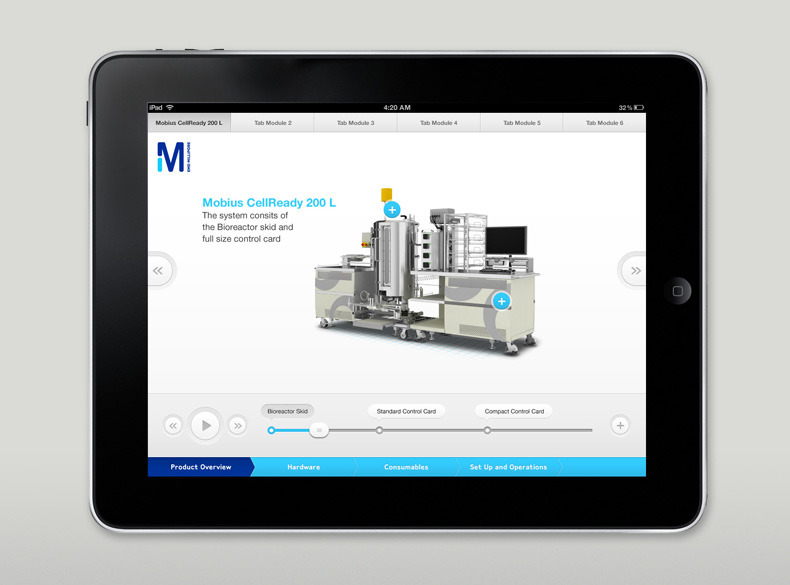 iPad
4:20 AM
32%
Mobius CellReady 200 L
Tab Module 2
Tab Module 3
Tab Module 4
Tab Module 5
Tab Module 6
M
EMD MILLIPORE
Mobius CellReady 200 L
The system consits of
the Bioreactor skid and
full size control card
Bioreactor Skid
Standard Control Card
Compact Control Card
Product Overview
Hardware
Consumables
Set Up and Operations